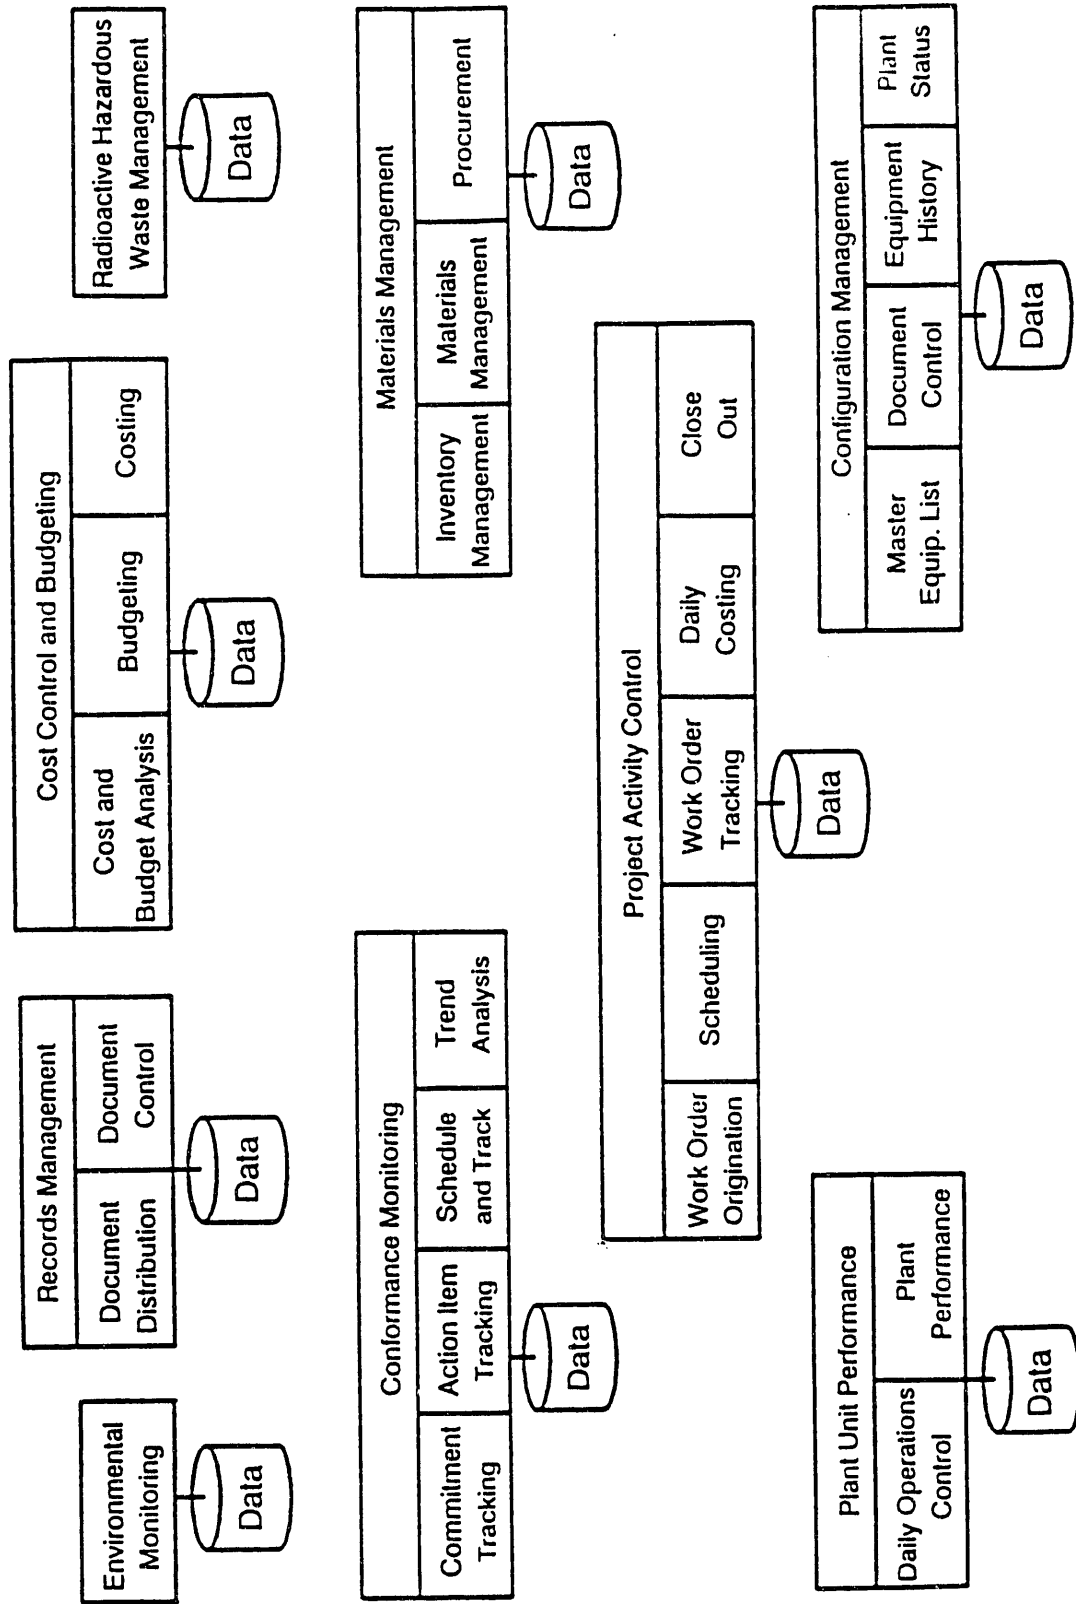 Environmental
Monitoring
Data
Records Management
Document
Distribution
Document
Control
Data
Cost Control and Budgeting
Cost and
Budget Analysis
Budgeting
Costing
Data
Radioactive Hazardous
Waste Management
Data
Conformance Monitoring
Commitment
Tracking
Action Item
Tracking
Schedule
and Track
Trend
Analysis
Data
Materials Management
Inventory
Management
Materials
Management
Procurement
Data
Project Activity Control
Work Order
Origination
Scheduling
Work Order
Tracking
Daily
Costing
Close
Out
Data
Plant Unit Performance
Daily Operations
Control
Plant
Performance
Data
Configuration Management
Master
Equip. List
Document
Control
Equipment
History
Plant
Status
Data